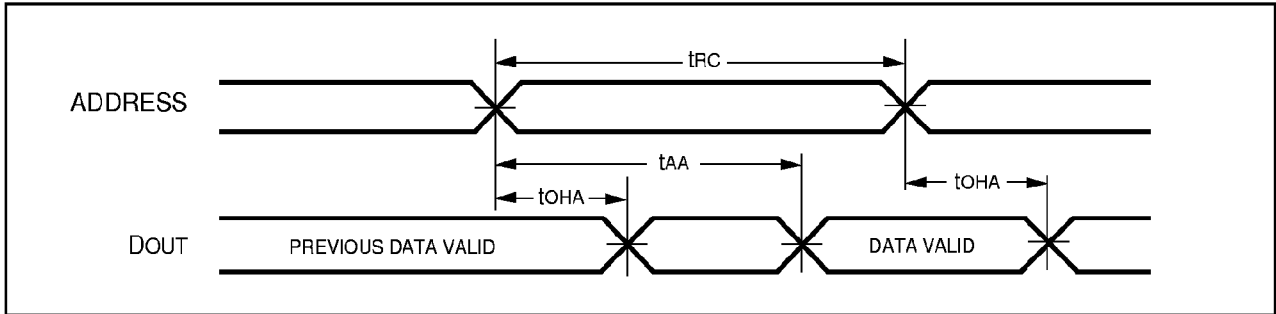 tRC
ADDRESS
tAA
tOHA
tOHA
DOUT
PREVIOUS DATA VALID
DATA VALID